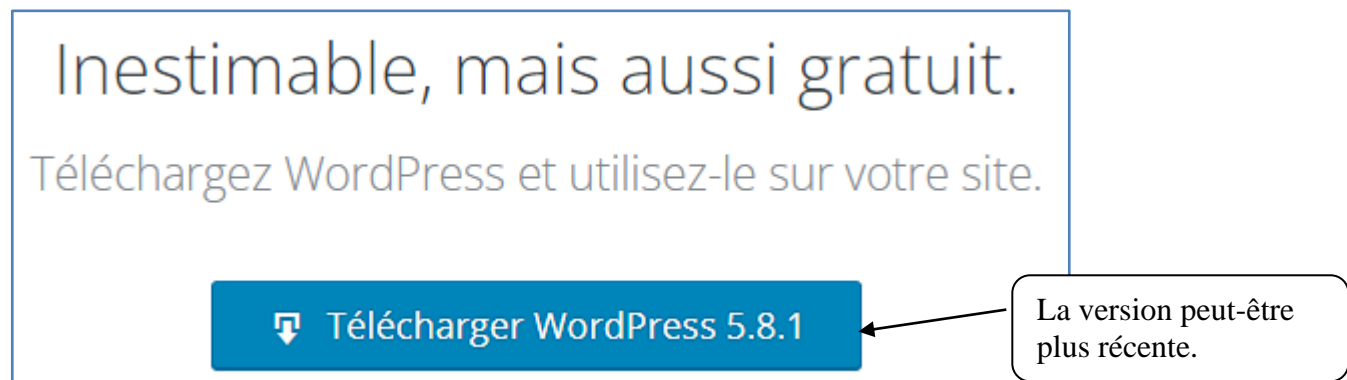 Inestimable, mais aussi gratuit.
Téléchargez WordPress et utilisez-le sur votre site.
Télécharger WordPress 5.8.1
La version peut-être
plus récente.